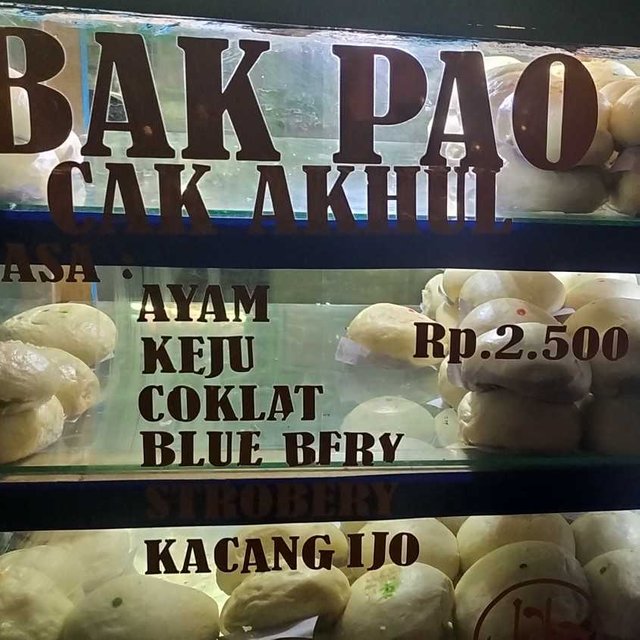 BAK PAO
CAK AKHUL
ASA :
AYAM
KEJU
COKLAT
BLUE BERY
STROBERY
KACANG IJO
Rp.2.500